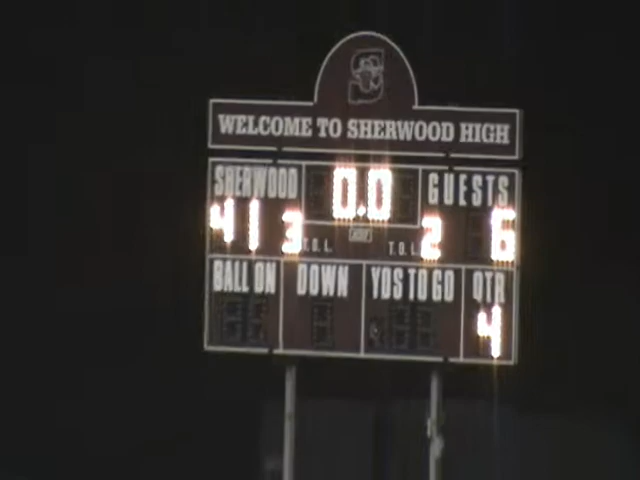 S
WELCOME TO SHERWOOD HIGH
SHERWOOD 0.0 GUESTS
41 3 T.O.L. T.O.L. 2 6
BALL ON DOWN YDS TO GO QTR
4